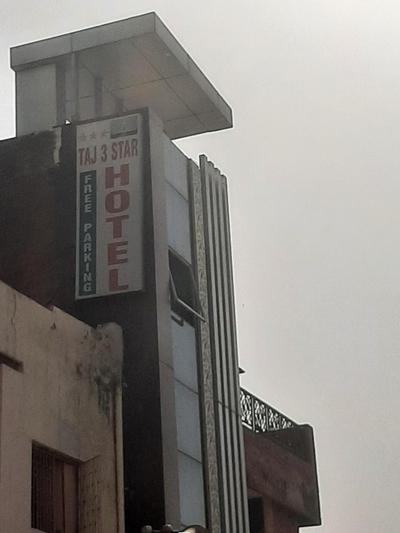 TAJ 3 STAR
FREE PARKING
HOTEL